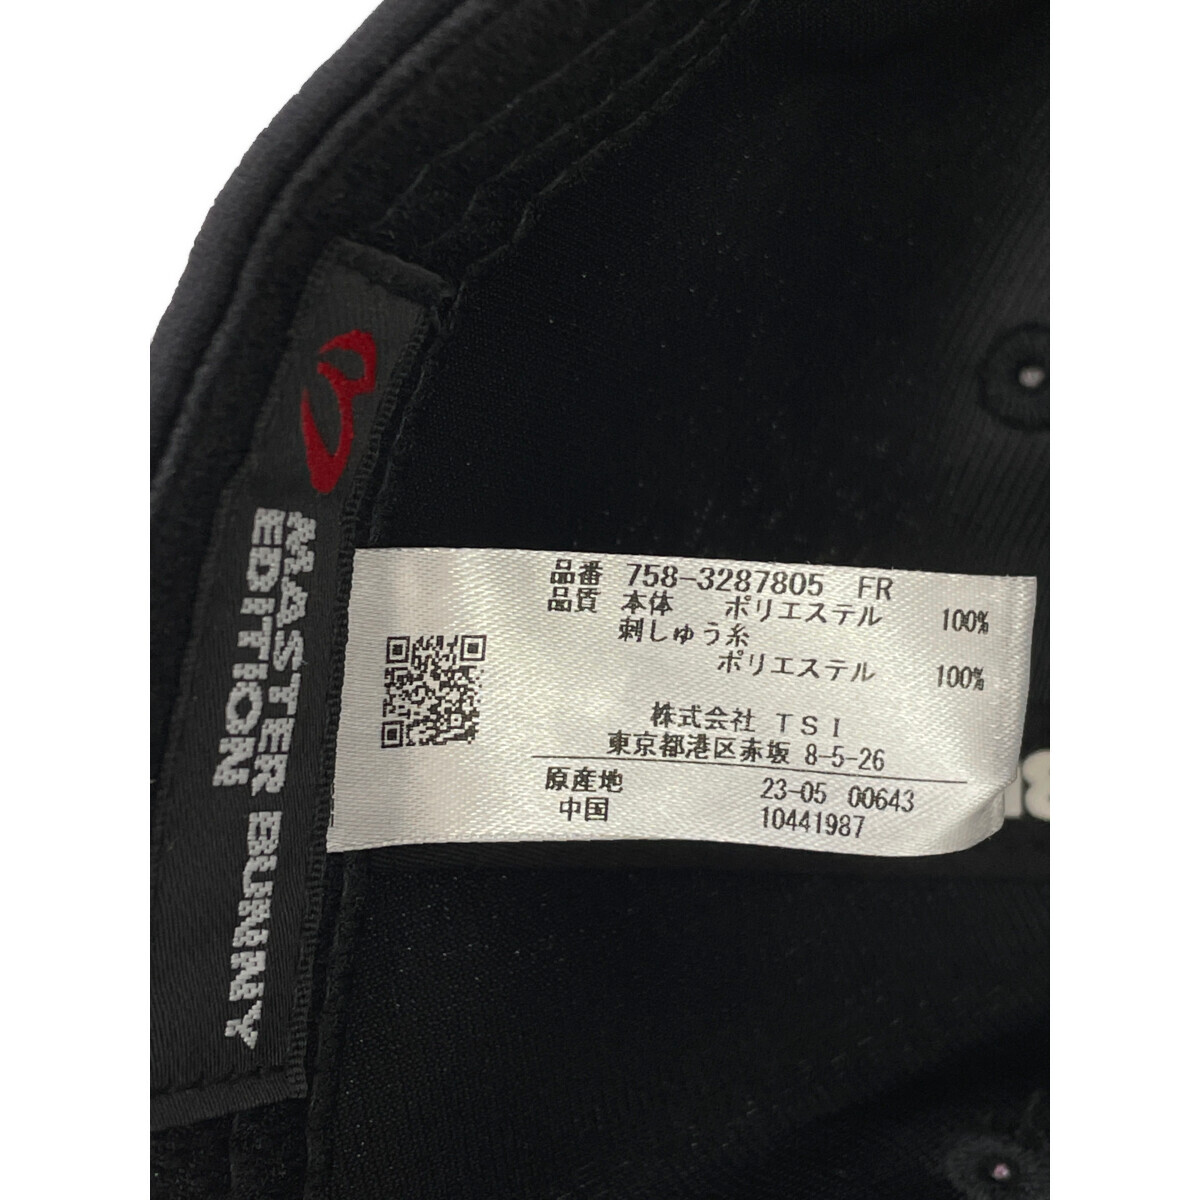 MASTER BUNNY
EDITION
品番 758-3287805 FR
品質 本体 ポリエステル 100%
刺しゅう糸
ポリエステル 100%
株式会社 TSI
東京都港区赤坂 8-5-26
原産地 23-05 00643
中国 10441987